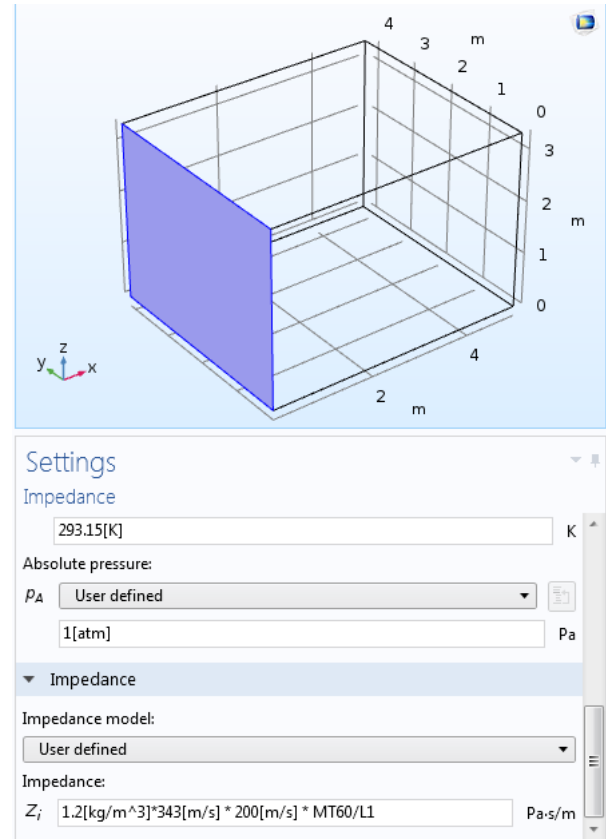 4
3 m
2
1
0
3
2
m
1
0
z
y x
4
2
m
Settings
Impedance
293.15[K] K
Absolute pressure:
pA User defined
1[atm] Pa
Impedance
Impedance model:
User defined
Impedance:
Zi 1.2[kg/m^3]*343[m/s] * 200[m/s] * MT60/L1 Pa·s/m